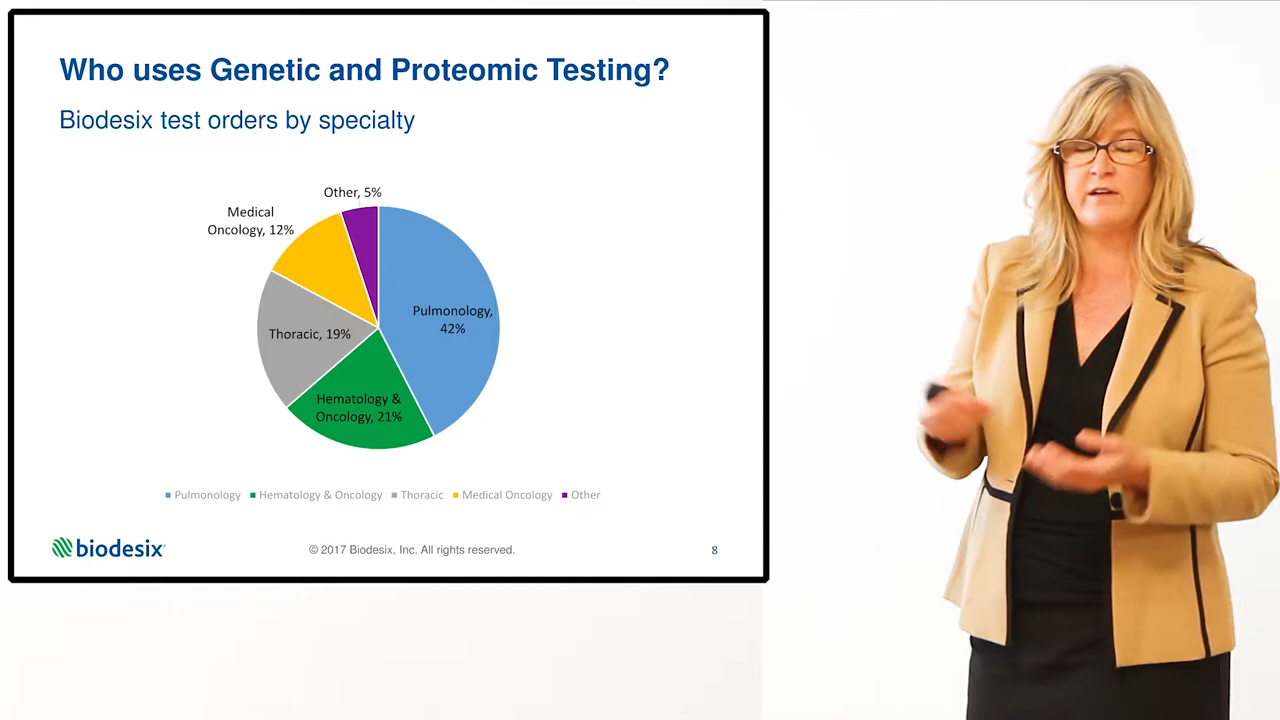 Who uses Genetic and Proteomic Testing?
Biodesix test orders by specialty
Other, 5%
Medical
Oncology, 12%
Pulmonology,
42%
Thoracic, 19%
Hematology &
Oncology, 21%
Pulmonology Hematology & Oncology Thoracic Medical Oncology Other
biodesix
© 2017 Biodesix, Inc. All rights reserved.
8